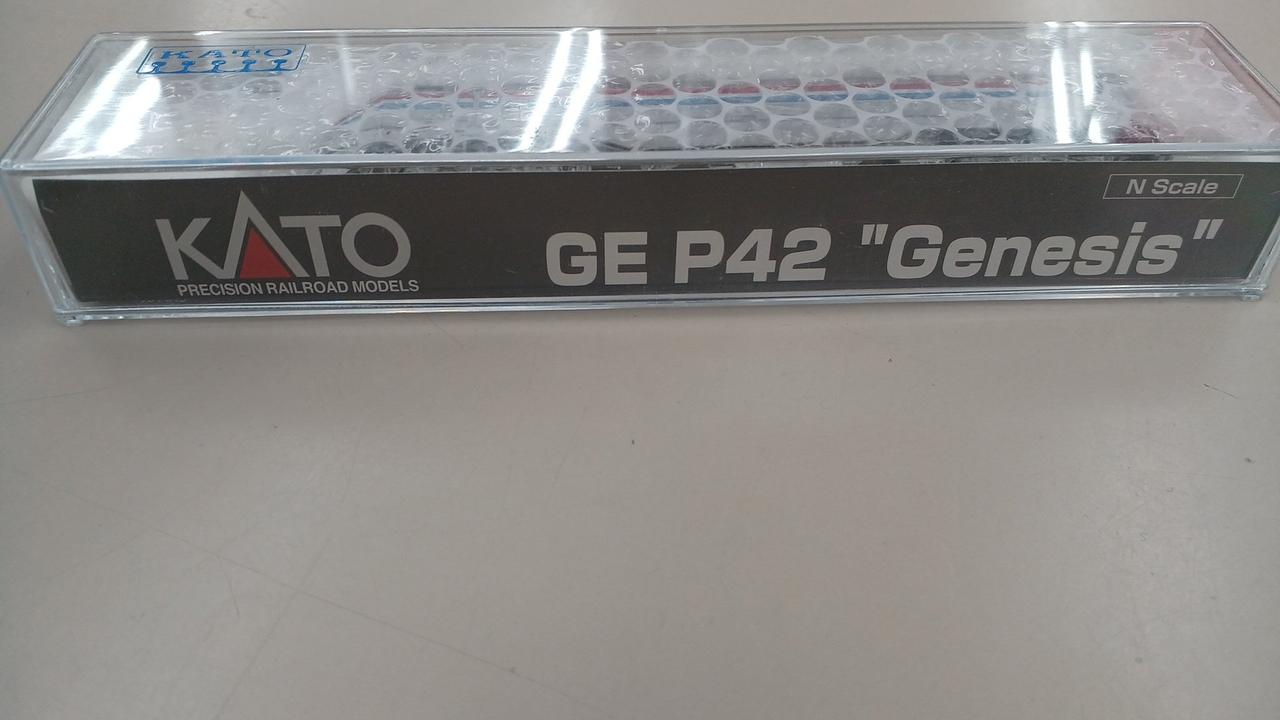 KATO
N Scale
KATO
PRECISION RAILROAD MODELS
GE P42 "Genesis"